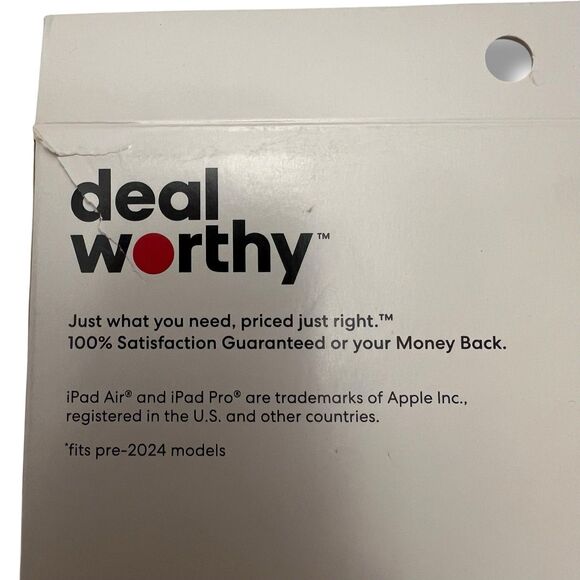 deal
worthy™
Just what you need, priced just right.™
100% Satisfaction Guaranteed or your Money Back.
iPad Air® and iPad Pro® are trademarks of Apple Inc.,
registered in the U.S. and other countries.
*fits pre-2024 models